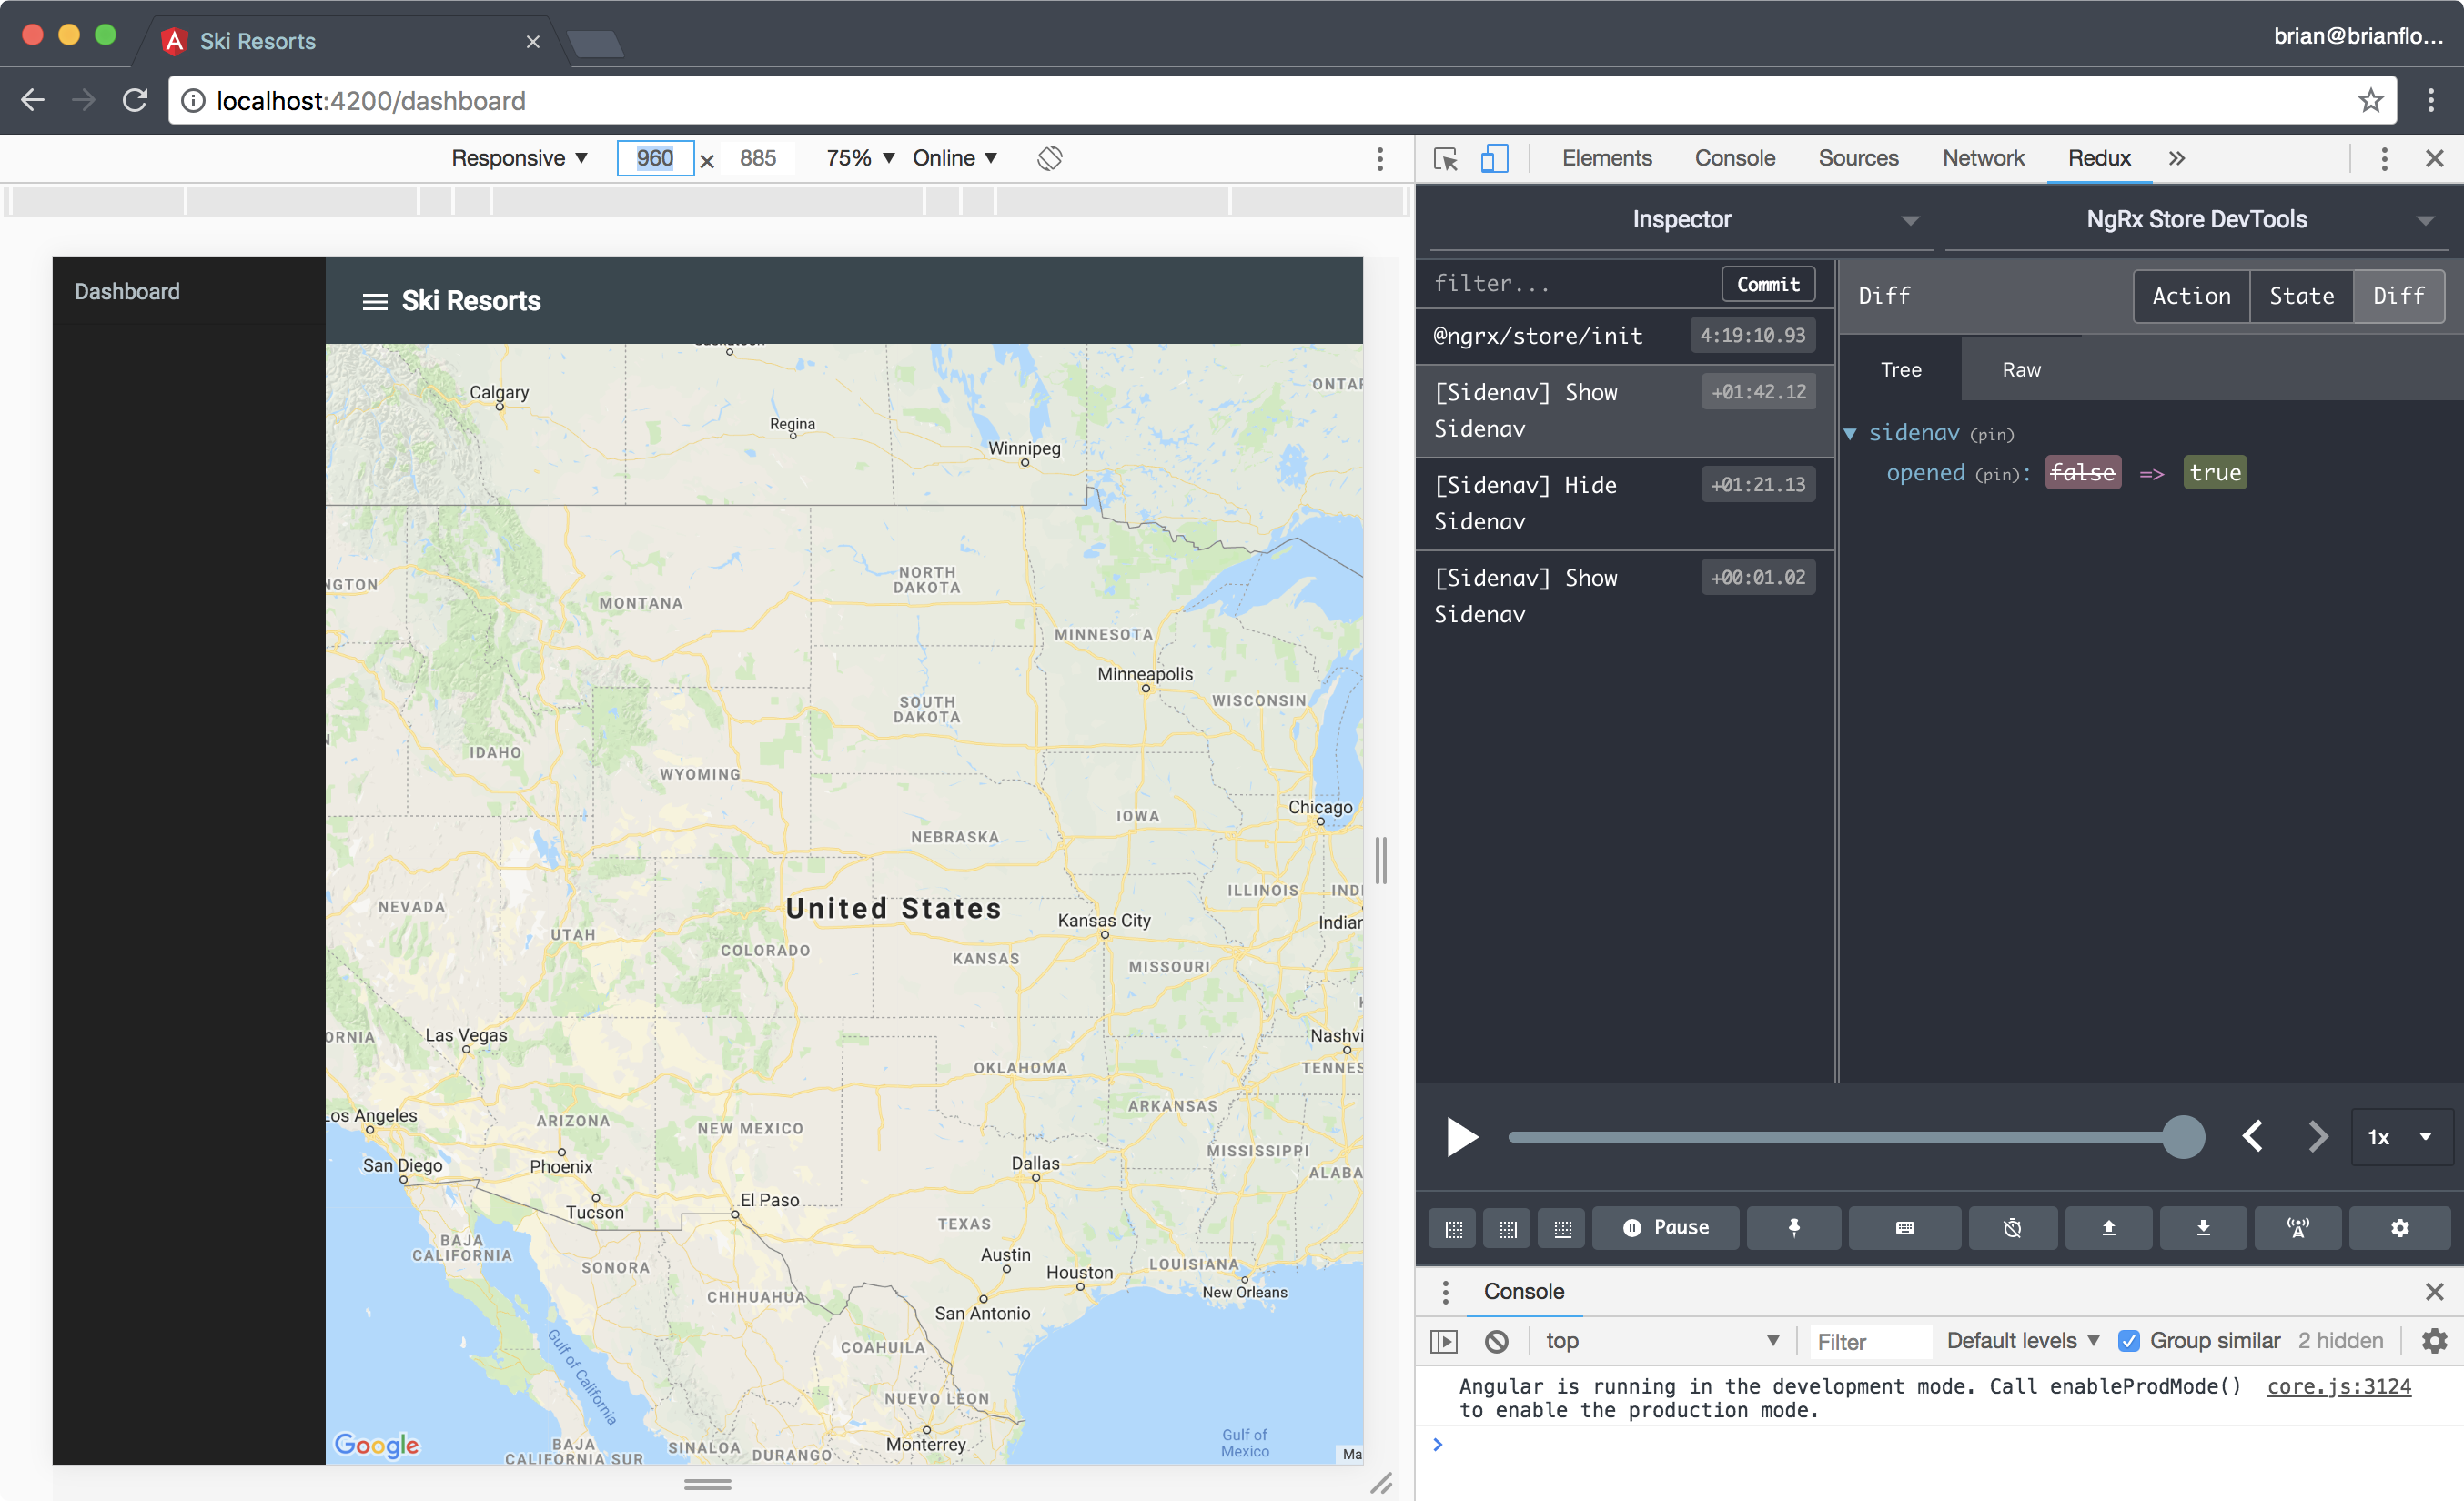 Ski Resorts
brian@brianflo...
localhost:4200/dashboard
Responsive 960 × 885 75% Online
Elements Console Sources Network Redux
Inspector NgRx Store DevTools
Dashboard
Ski Resorts
filter... Commit
@ngrx/store/init 4:19:10.93
[Sidenav] Show Sidenav +01:42.12
[Sidenav] Hide Sidenav +01:21.13
[Sidenav] Show Sidenav +00:01.02
Diff Action State Diff
Tree Raw
sidenav (pin)
opened (pin): false => true
Calgary
ONTAR
Regina
Winnipeg
NGTON
MONTANA
NORTH DAKOTA
MINNESOTA
Minneapolis
SOUTH DAKOTA
WISCONSIN
IDAHO
WYOMING
Chicago
IOWA
NEBRASKA
ILLINOIS
INDI
NEVADA
United States
Kansas City
Indiar
UTAH
COLORADO
KANSAS
MISSOURI
ORNIA
Las Vegas
Nashvi
OKLAHOMA
TENNES
Los Angeles
ARIZONA
NEW MEXICO
ARKANSAS
San Diego
Phoenix
Dallas
MISSISSIPPI
ALABA
Tucson
El Paso
TEXAS
BAJA CALIFORNIA
SONORA
Austin
Houston
LOUISIANA
New Orleans
CHIHUAHUA
San Antonio
Gulf of California
COAHUILA
NUEVO LEON
Google
BAJA CALIFORNIA SUR
SINALOA
DURANGO
Monterrey
Gulf of Mexico
Ma
1x
Pause
Console
top Filter Default levels Group similar 2 hidden
Angular is running in the development mode. Call enableProdMode() core.js:3124
to enable the production mode.